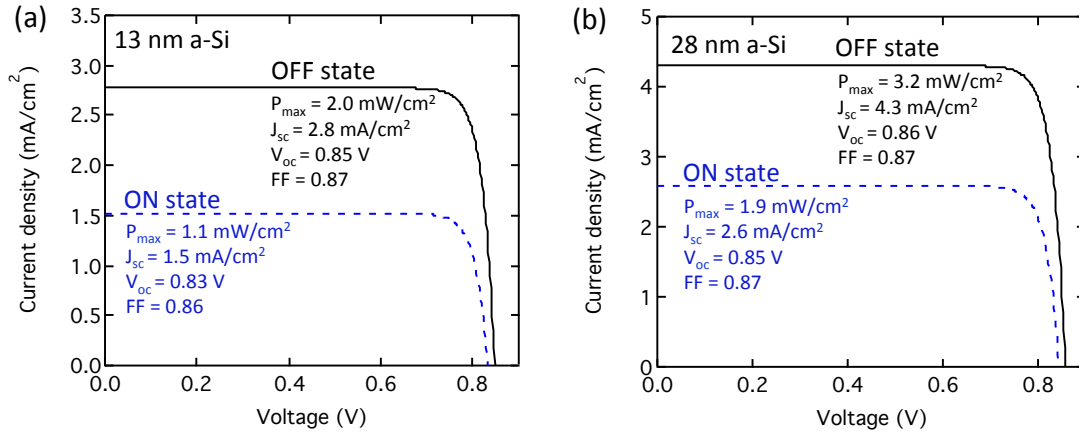 (a)
3.5
3.0
2.5
2.0
1.5
1.0
0.5
0.0
Current density (mA/cm²)
13 nm a-Si
OFF state
P_max = 2.0 mW/cm²
J_sc = 2.8 mA/cm²
V_oc = 0.85 V
FF = 0.87
ON state
P_max = 1.1 mW/cm²
J_sc = 1.5 mA/cm²
V_oc = 0.83 V
FF = 0.86
0.0 0.2 0.4 0.6 0.8
Voltage (V)
(b)
5
4
3
2
1
0
Current density (mA/cm²)
28 nm a-Si
OFF state
P_max = 3.2 mW/cm²
J_sc = 4.3 mA/cm²
V_oc = 0.86 V
FF = 0.87
ON state
P_max = 1.9 mW/cm²
J_sc = 2.6 mA/cm²
V_oc = 0.85 V
FF = 0.87
0.0 0.2 0.4 0.6 0.8
Voltage (V)